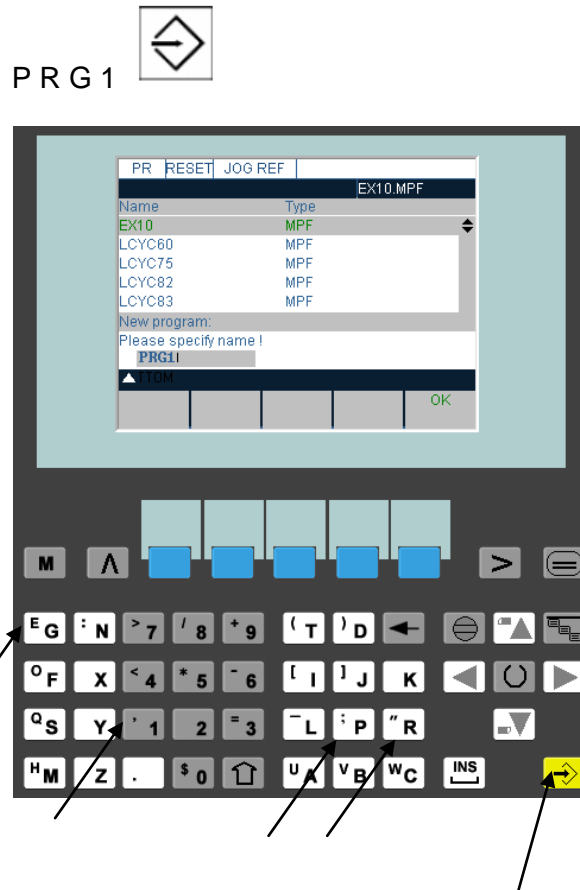 P R G 1
PR RESET JOG REF
EX10.MPF
Name Type
EX10 MPF
LCYC60 MPF
LCYC75 MPF
LCYC82 MPF
LCYC83 MPF
New program:
Please specify name !
PRG1
TTOM
OK
M Λ >
E G : N > 7 / 8 + 9 ( T ) D
O F X < 4 * 5 - 6 [ I ] J K
Q S Y ' 1 2 = 3 ¯ L ; P " R
H M Z . $ 0 U A V B W C INS